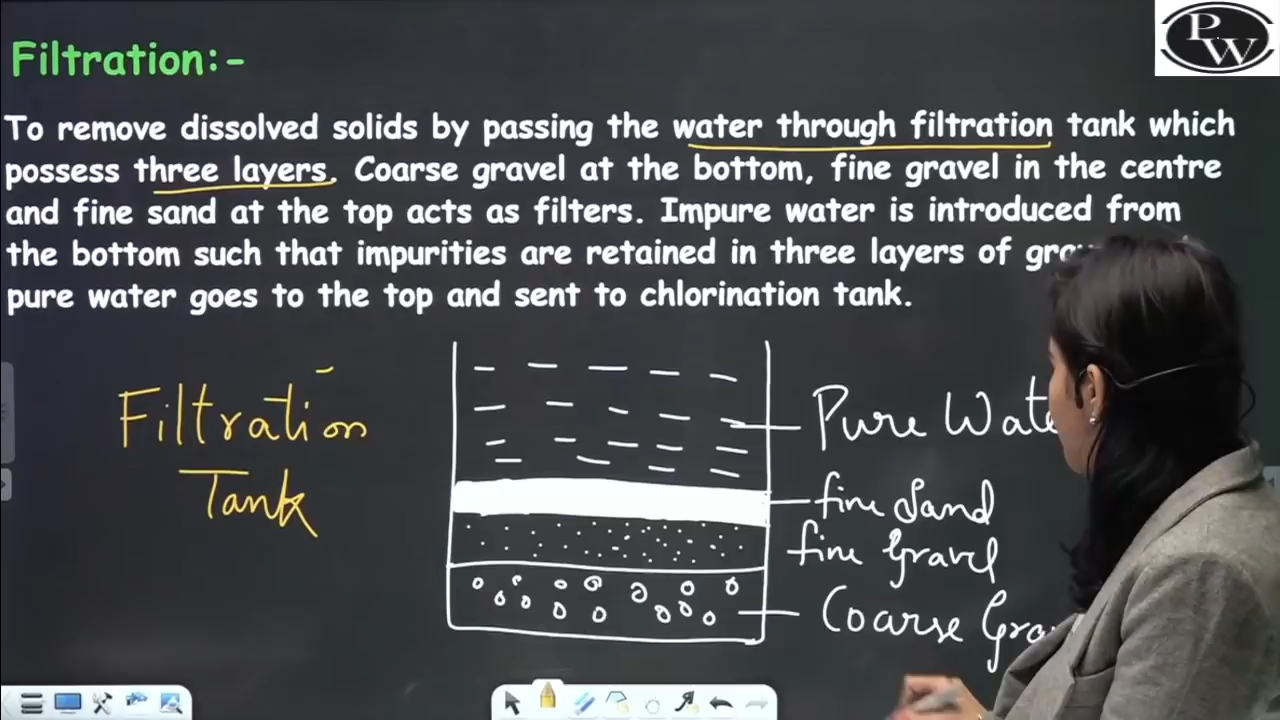 PW
Filtration:-
To remove dissolved solids by passing the water through filtration tank which
possess three layers. Coarse gravel at the bottom, fine gravel in the centre
and fine sand at the top acts as filters. Impure water is introduced from
the bottom such that impurities are retained in three layers of
pure water goes to the top and sent to chlorination tank.
Filtration
Tank
Pure
fine Sand
fine Gravel
Coarse